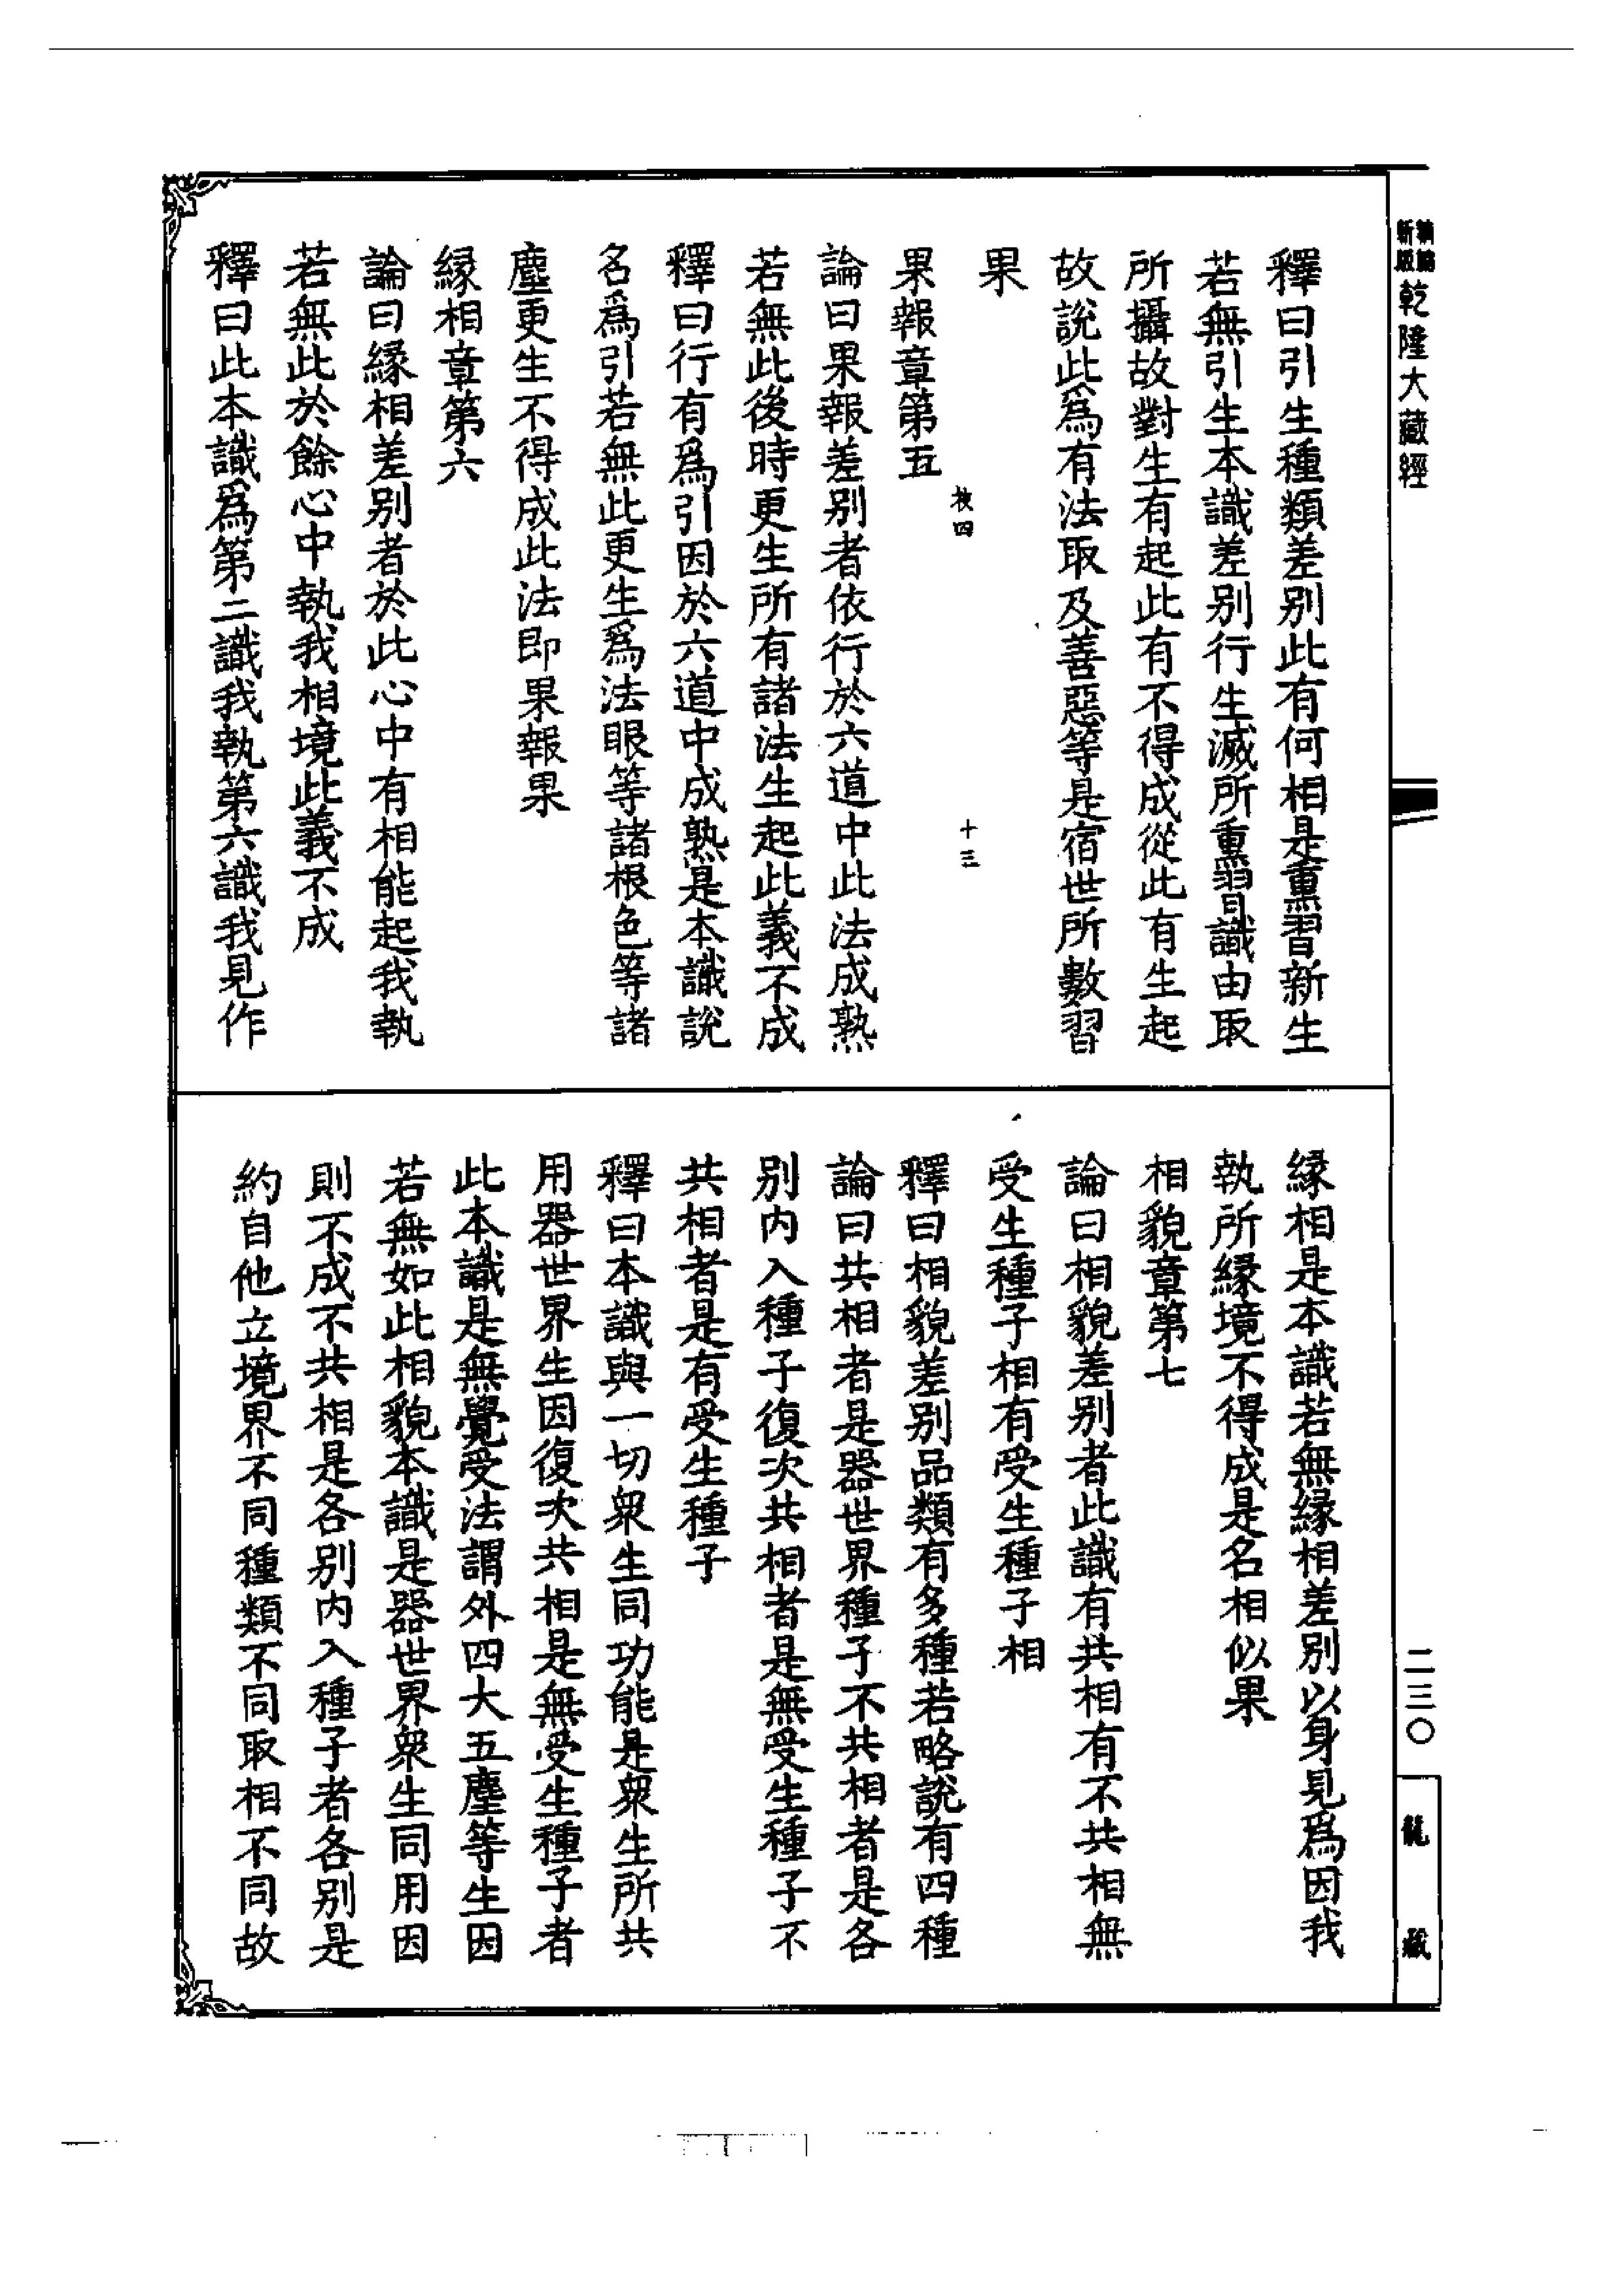 新編
新版
乾隆大藏經
二三〇
龍藏
釋曰引生種類差別此有何相是熏習新生
若無引生本識差別行生滅所熏習識由取
所攝故對生有起此有不得成從此有生起
故說此爲有法取及善惡等是宿世所數習
果
枝四
十三
果報章第五
論曰果報差別者依行於六道中此法成熟
若無此後時更生所有諸法生起此義不成
釋曰行有爲引因於六道中成熟是本識說
名爲引若無此更生爲法眼等諸根色等諸
塵更生不得成此法即果報果
緣相章第六
論曰緣相差別者於此心中有相能起我執
若無此於餘心中執我相境此義不成
釋曰此本識爲第二識我執第六識我見作
緣相是本識若無緣相差別以身見爲因我
執所緣境不得成是名相似果
相貌章第七
論曰相貌差別者此識有共相有不共相無
受生種子相有受生種子相
釋曰相貌差別品類有多種若略說有四種
論曰共相者是器世界種子不共相者是各
別内入種子復次共相者是無受生種子不
共相者是有受生種子
釋曰本識與一切衆生同功能是衆生所共
用器世界生因復次共相是無受生種子者
此本識是無覺受法謂外四大五塵等生因
若無如此相貌本識是器世界衆生同用因
則不成不共相是各別内入種子者各別是
約自他立境界不同種類不同取相不同故